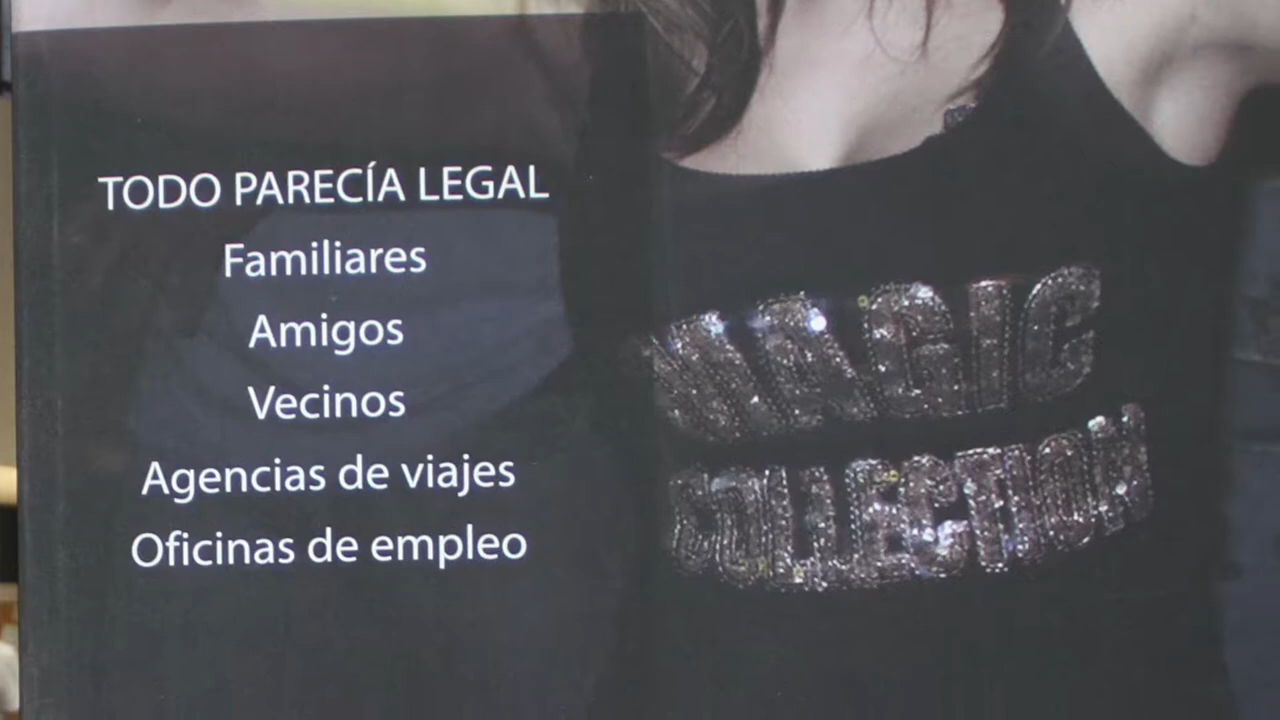 TODO PARECÍA LEGAL
Familiares
Amigos
Vecinos
Agencias de viajes
Oficinas de empleo
MAGIC
COLLECTION